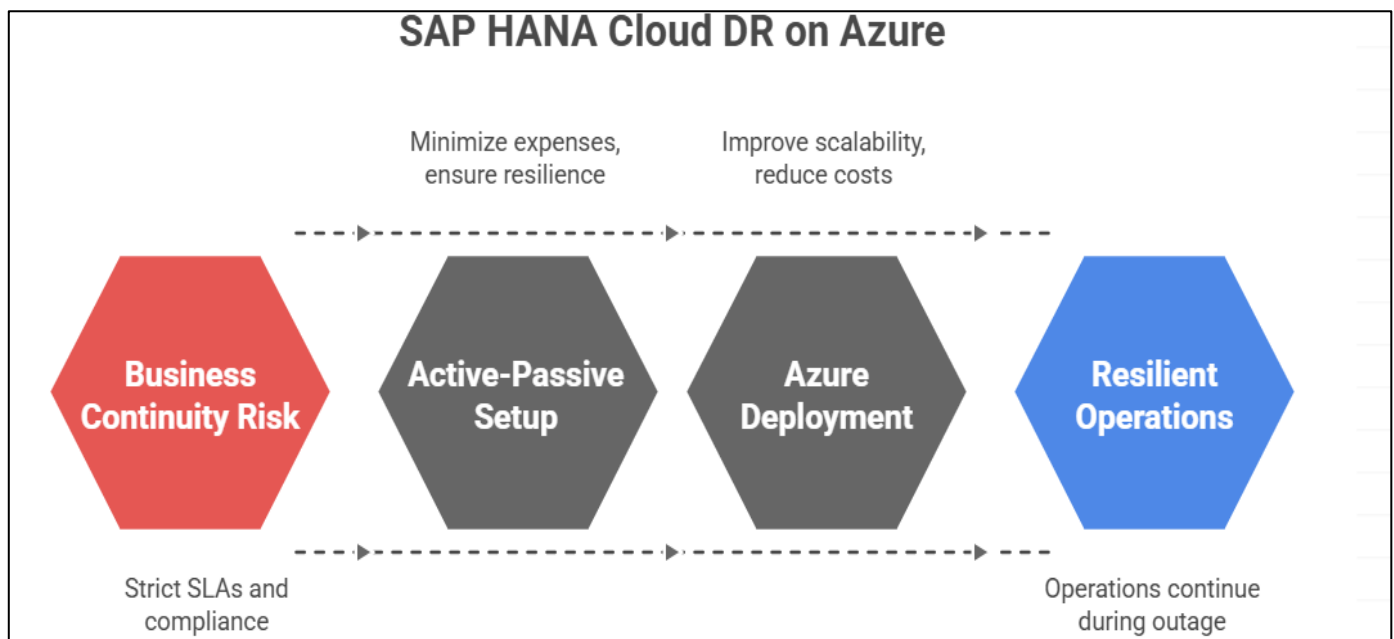 SAP HANA Cloud DR on Azure
Minimize expenses,
ensure resilience
Improve scalability,
reduce costs
Business
Continuity Risk
Active-Passive
Setup
Azure
Deployment
Resilient
Operations
Strict SLAs and
compliance
Operations continue
during outage